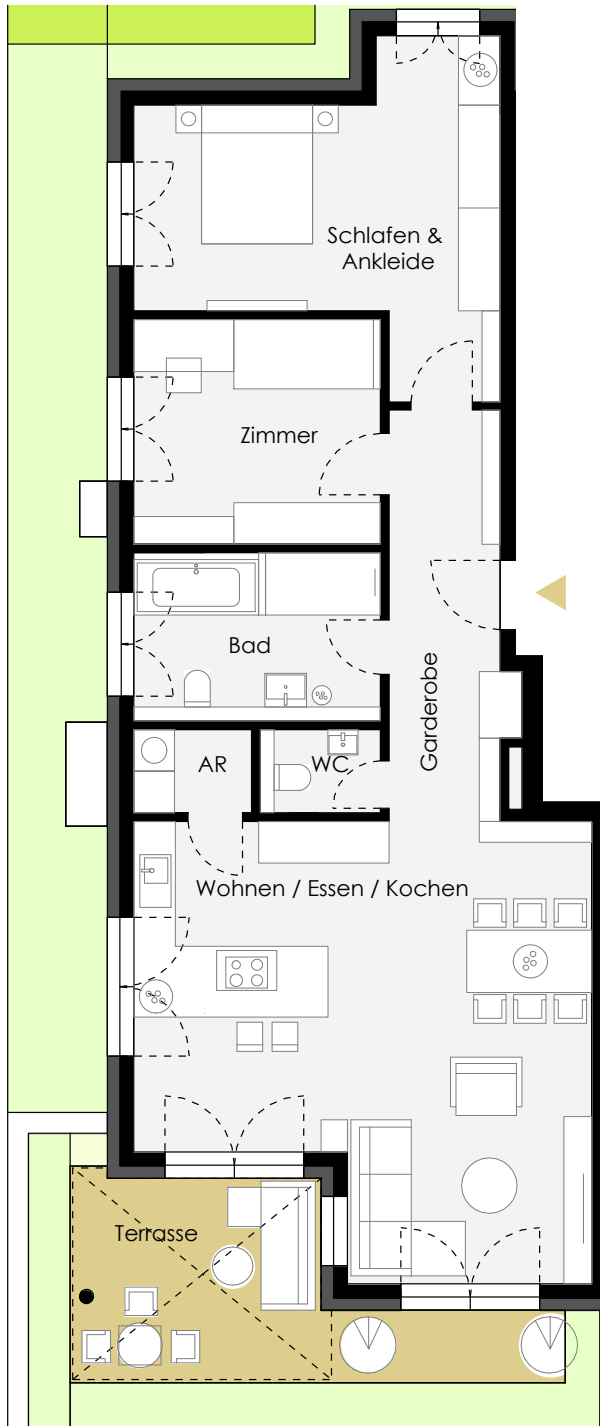 Schlafen &
Ankleide
Zimmer
Bad
Garderobe
AR
WC
Wohnen / Essen / Kochen
Terrasse